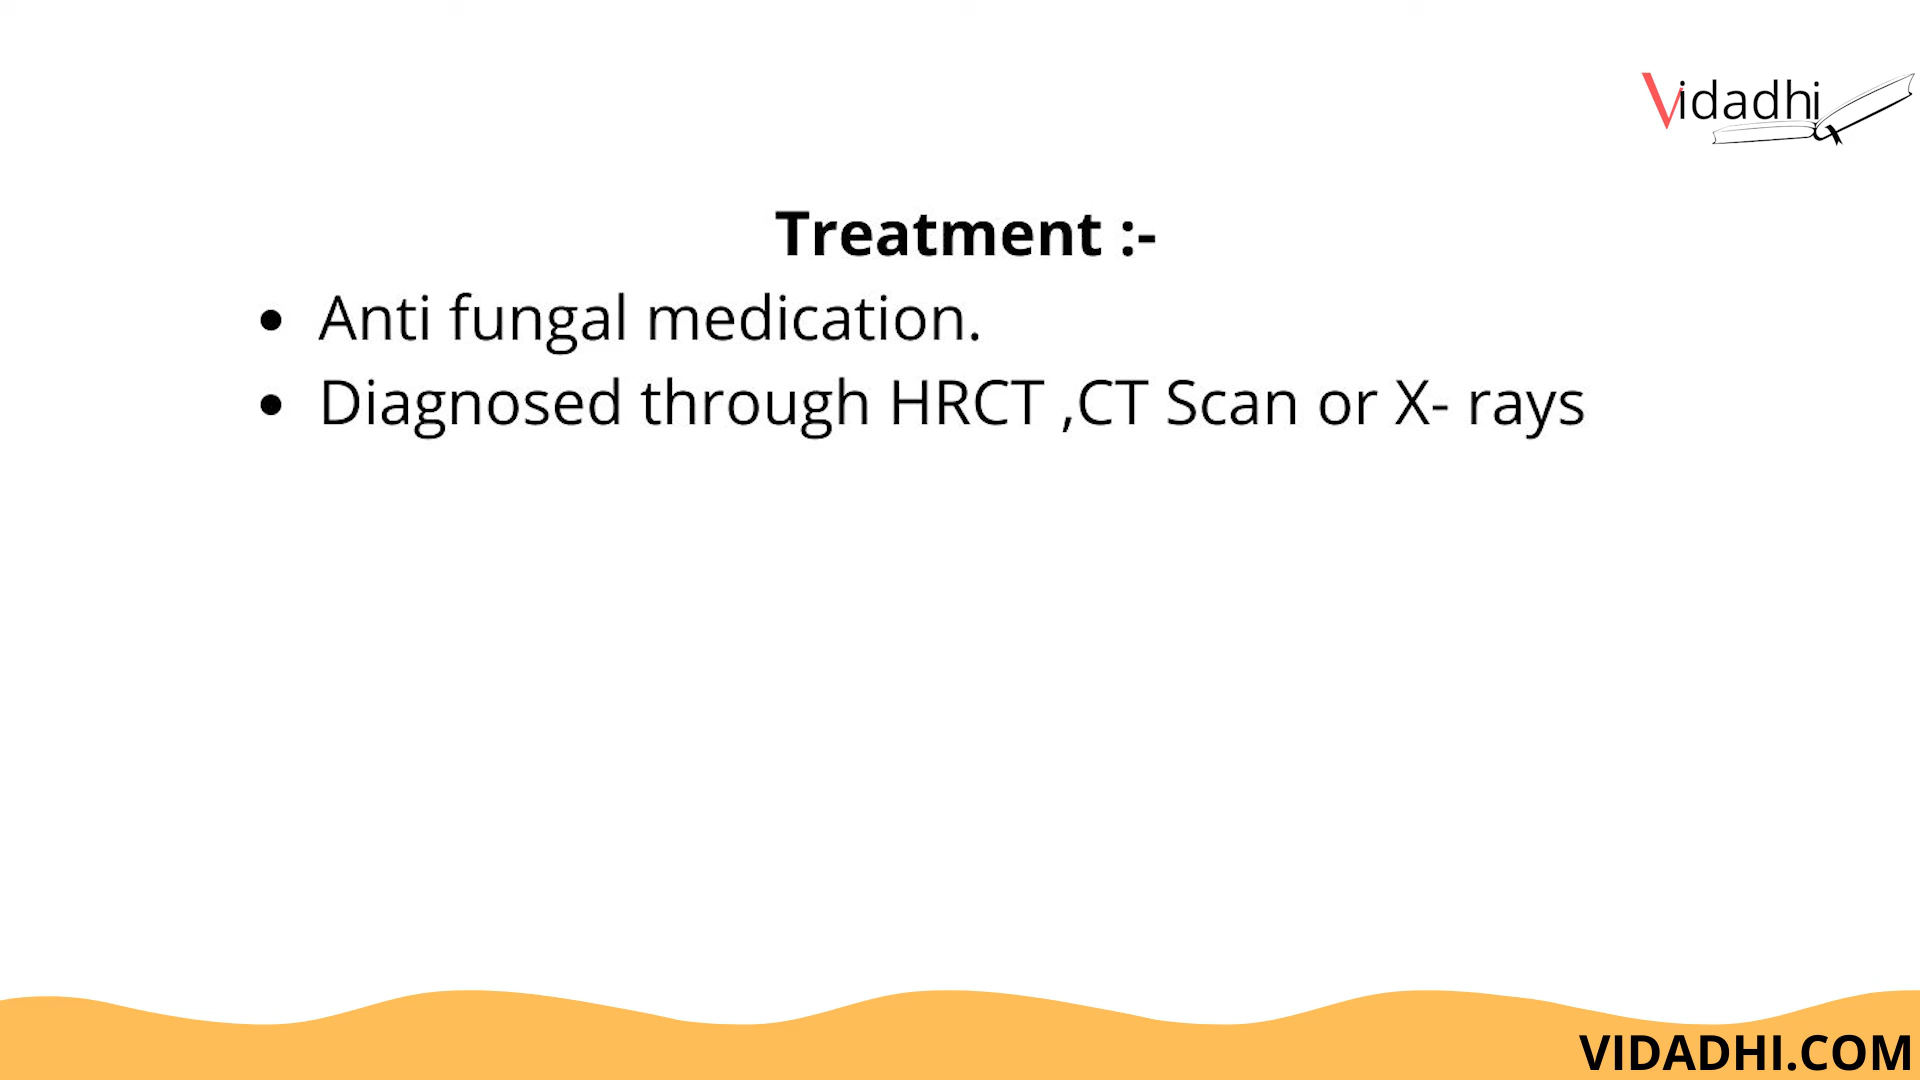 Vidadhi
Treatment :-
• Anti fungal medication.
• Diagnosed through HRCT ,CT Scan or X- rays
VIDADHI.COM